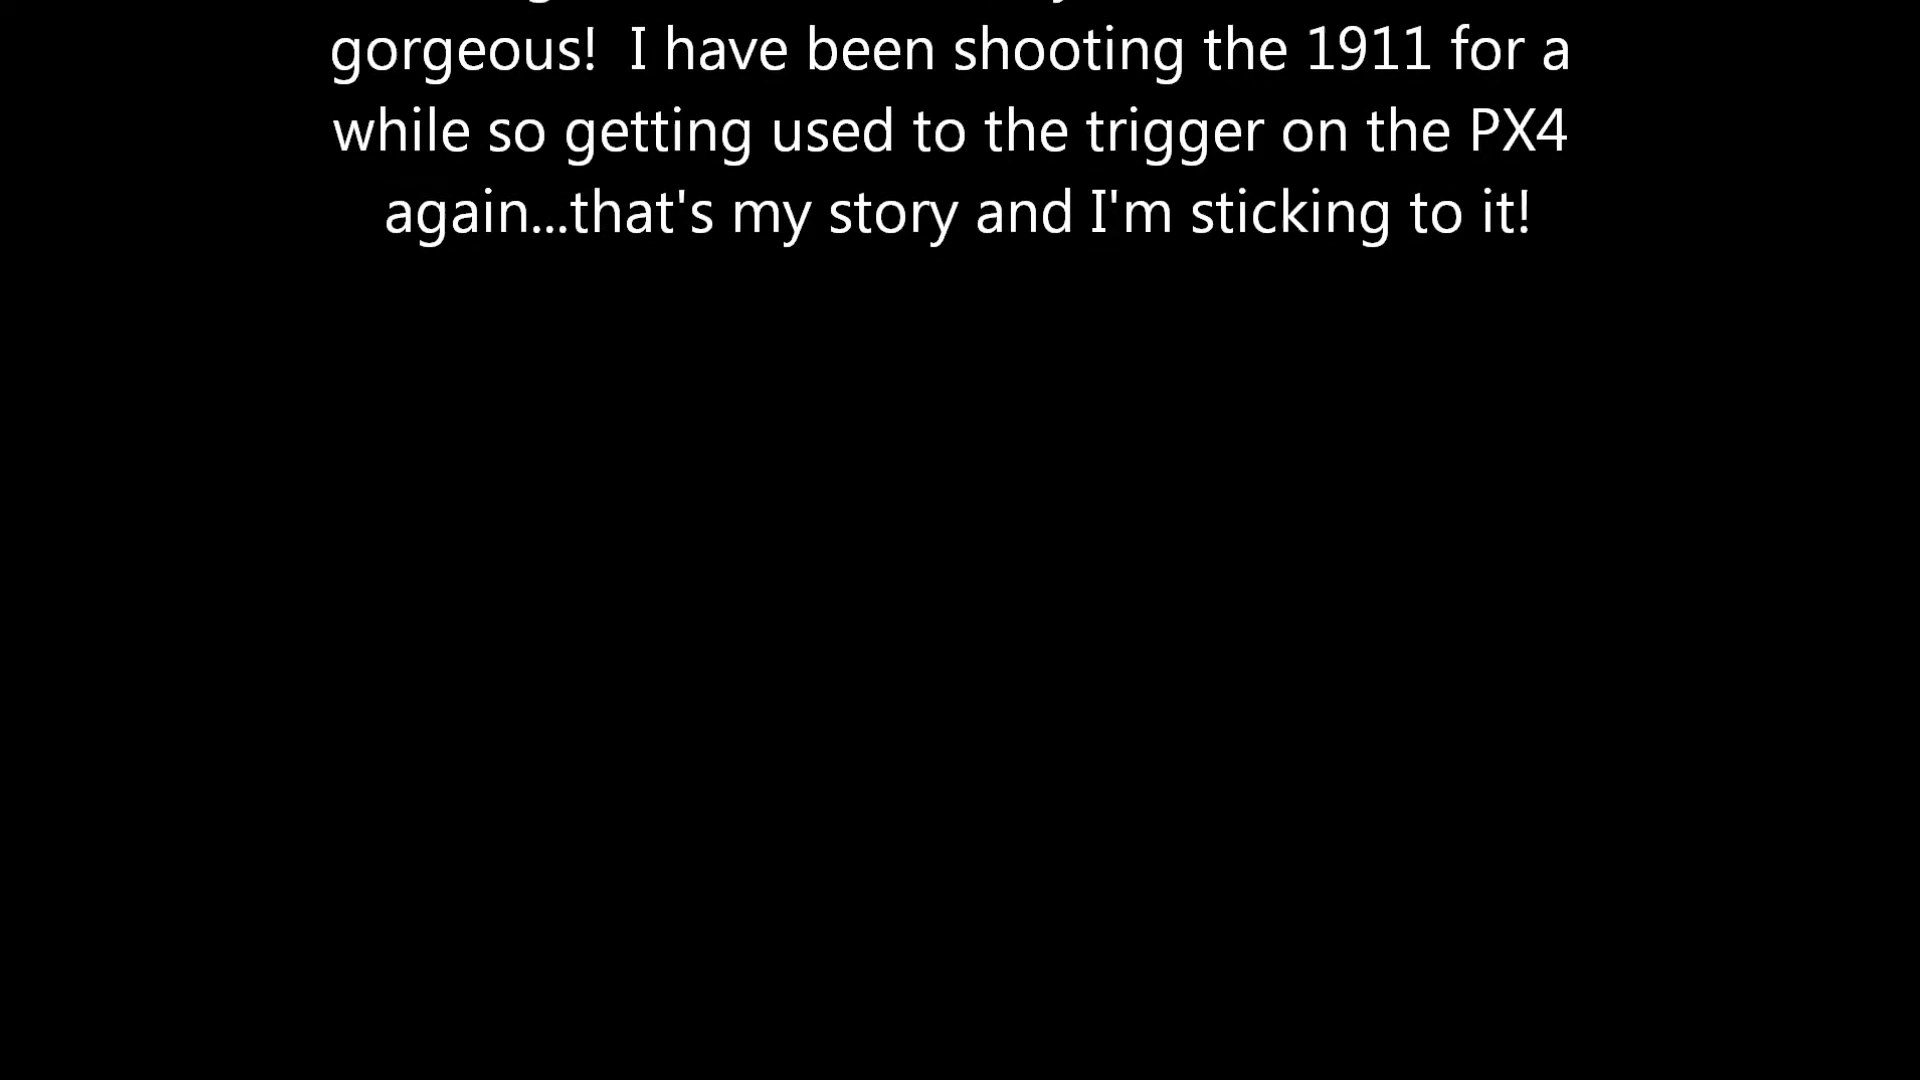 gorgeous!  I have been shooting the 1911 for a
while so getting used to the trigger on the PX4
again...that's my story and I'm sticking to it!